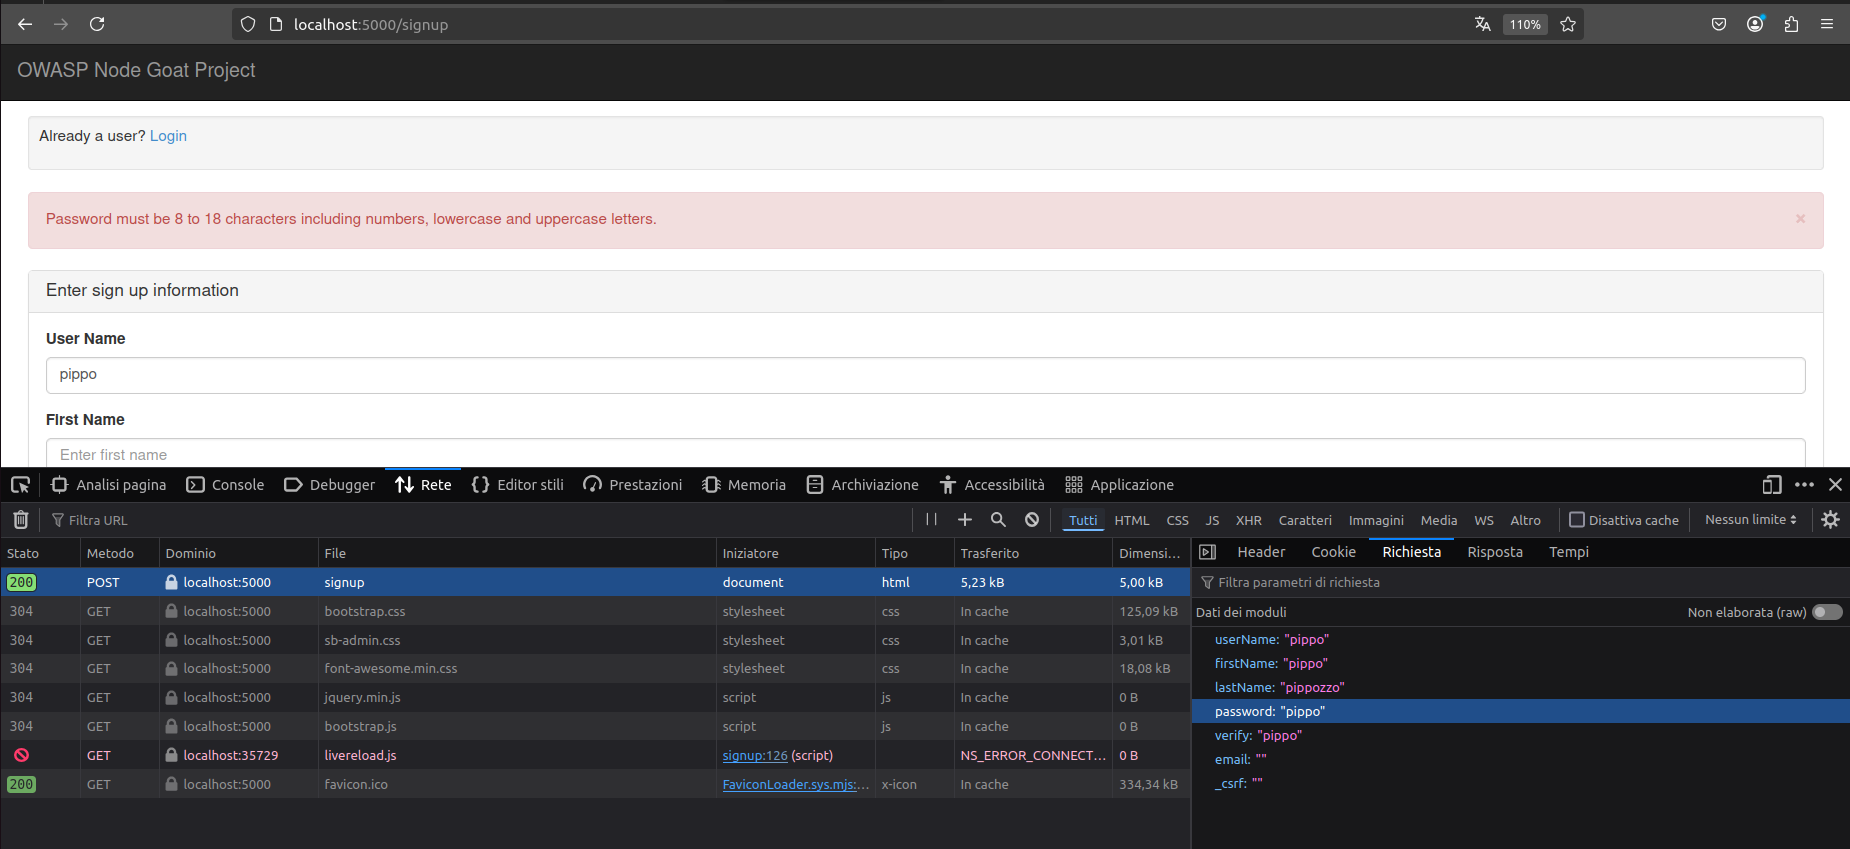 localhost:5000/signup
110%
OWASP Node Goat Project
Already a user? Login
Password must be 8 to 18 characters including numbers, lowercase and uppercase letters.
×
Enter sign up information
User Name
pippo
First Name
Enter first name
Analisi pagina Console Debugger Rete Editor stili Prestazioni Memoria Archiviazione Accessibilità Applicazione
Filtra URL
Tutti HTML CSS JS XHR Caratteri Immagini Media WS Altro Disattiva cache Nessun limite
Stato Metodo Dominio File Iniziatore Tipo Trasferito Dimensi...
200 POST localhost:5000 signup document html 5,23 kB 5,00 kB
304 GET localhost:5000 bootstrap.css stylesheet css In cache 125,09 kB
304 GET localhost:5000 sb-admin.css stylesheet css In cache 3,01 kB
304 GET localhost:5000 font-awesome.min.css stylesheet css In cache 18,08 kB
304 GET localhost:5000 jquery.min.js script js In cache 0 B
304 GET localhost:5000 bootstrap.js script js In cache 0 B
GET localhost:35729 livereload.js signup:126 (script) NS_ERROR_CONNECT... 0 B
200 GET localhost:5000 favicon.ico FaviconLoader.sys.mjs:... x-icon In cache 334,34 kB
Header Cookie Richiesta Risposta Tempi
Filtra parametri di richiesta
Dati dei moduli Non elaborata (raw)
userName: "pippo"
firstName: "pippo"
lastName: "pippozzo"
password: "pippo"
verify: "pippo"
email: ""
_csrf: ""